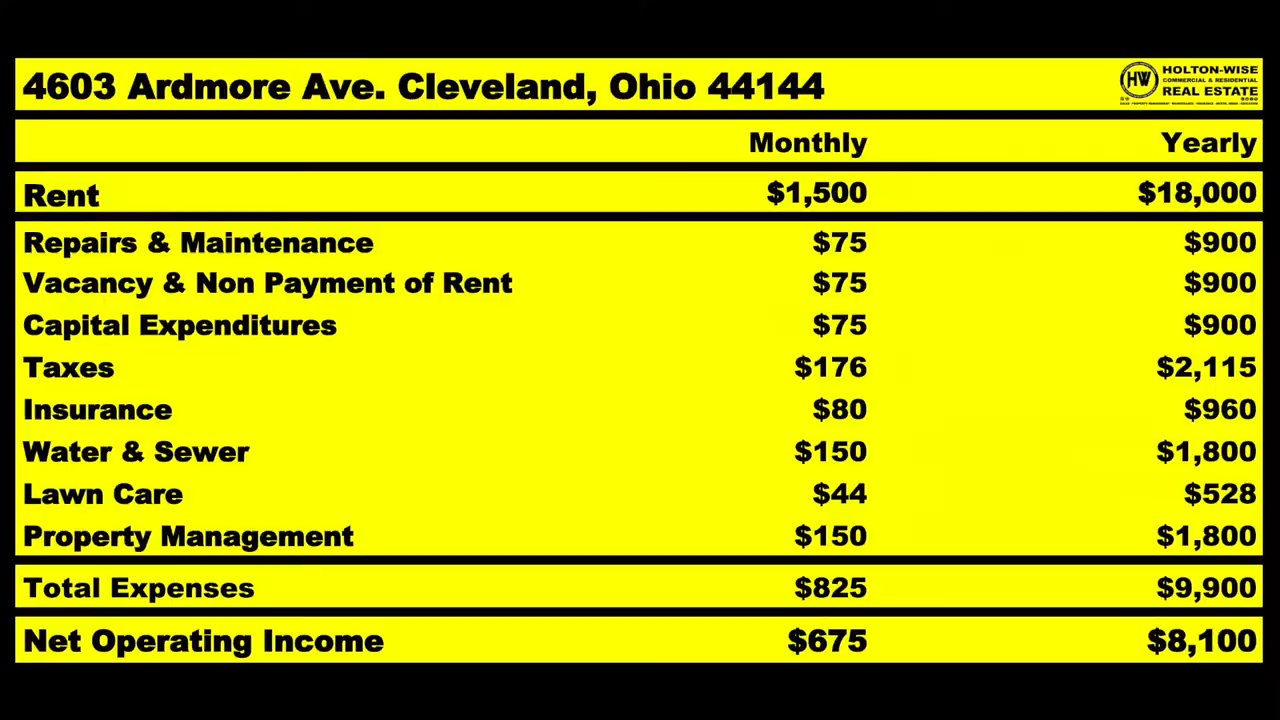 4603 Ardmore Ave. Cleveland, Ohio 44144
HW
HOLTON-WISE
COMMERCIAL & RESIDENTIAL
REAL ESTATE
Monthly Yearly
Rent $1,500 $18,000
Repairs & Maintenance $75 $900
Vacancy & Non Payment of Rent $75 $900
Capital Expenditures $75 $900
Taxes $176 $2,115
Insurance $80 $960
Water & Sewer $150 $1,800
Lawn Care $44 $528
Property Management $150 $1,800
Total Expenses $825 $9,900
Net Operating Income $675 $8,100